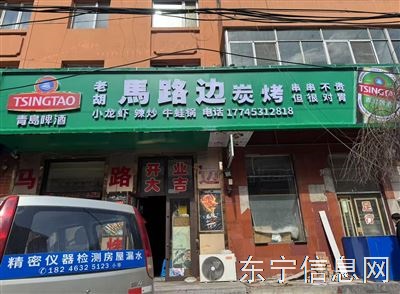 TSINGTAO
青島啤酒
老胡 馬路边 炭烤 串串不贵 但很对胃
小龙虾 辣炒 牛蛙锅 电话 17745312818
TSINGTAO
马 路 边
开业大吉
精密仪器检测房屋漏水
182 4632 5123
东宁信息网